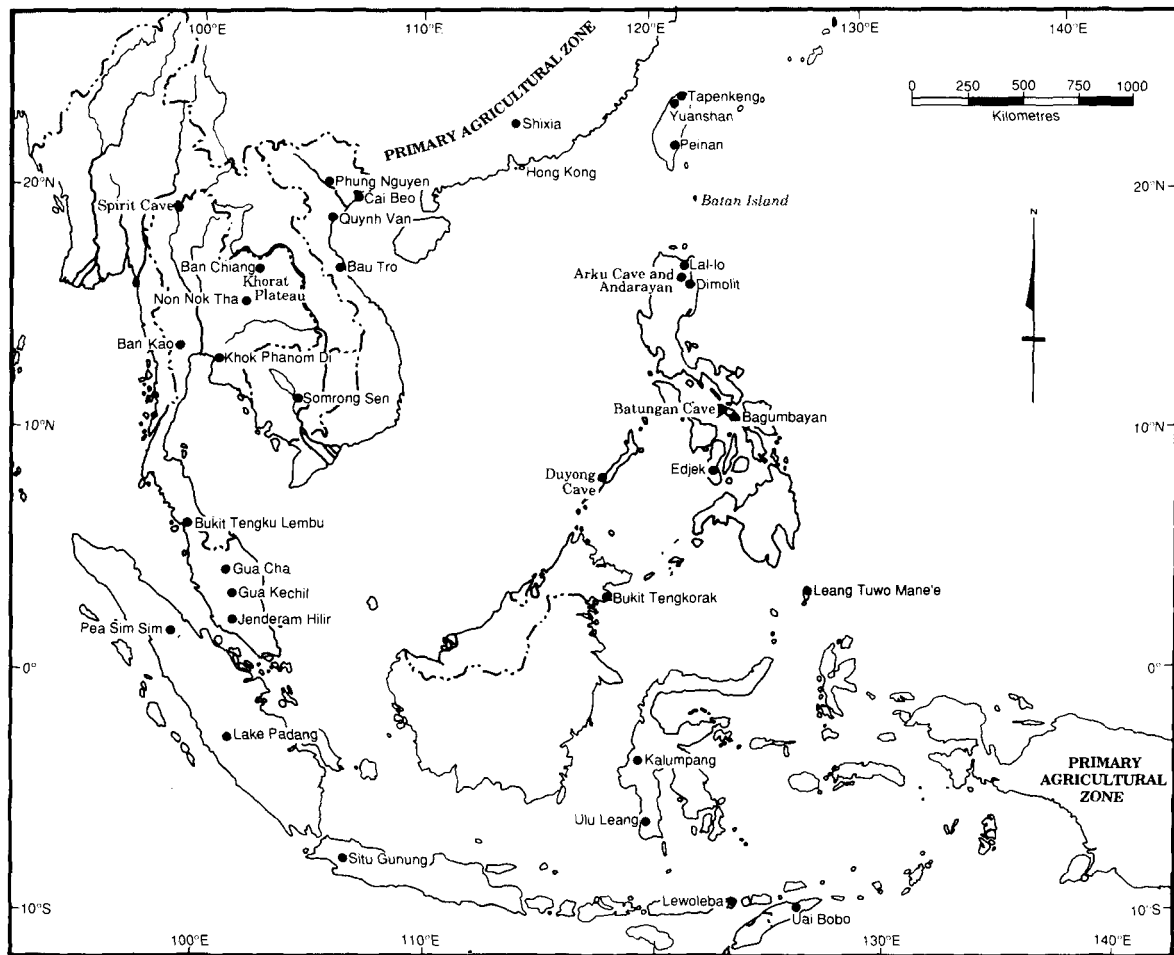 100°E
110°E
120°E
130°E
140°E
0 250 500 750 1000
Kilometres
PRIMARY AGRICULTURAL ZONE
Tapenkeng
Yuanshan
Shixia
Peinan
Hong Kong
20°N
20°N
Phung Nguyen
Cai Beo
Spirit Cave
Quynh Van
Batan Island
N
Ban Chiang
Khorat
Plateau
Bau Tro
Non Nok Tha
Lal-lo
Arku Cave and
Andarayan
Dimolit
Ban Kao
Khok Phanom Di
Somrong Sen
Batungan Cave
Bagumbayan
10°N
10°N
Duyong
Cave
Edjek
Bukit Tengku Lembu
Gua Cha
Gua Kechil
Jenderam Hilir
Pea Sim Sim
Bukit Tengkorak
Leang Tuwo Mane'e
0°
0°
Lake Padang
Kalumpang
PRIMARY
AGRICULTURAL
ZONE
Ulu Leang
Situ Gunung
Lewoleba
Uai Bobo
10°S
10°S
100°E
110°E
130°E
140°E